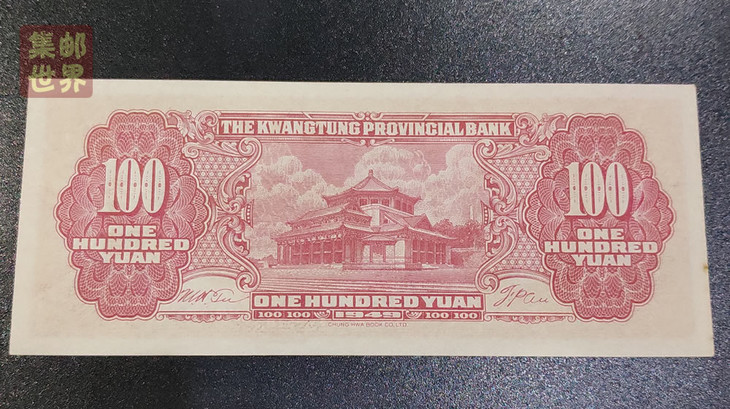 集邮
世界
THE KWANGTUNG PROVINCIAL BANK
100
ONE
HUNDRED
YUAN
100
ONE
HUNDRED
YUAN
ONE HUNDRED YUAN
100 100 1949 100 100
CHUNG HWA BOOK CO., LTD.